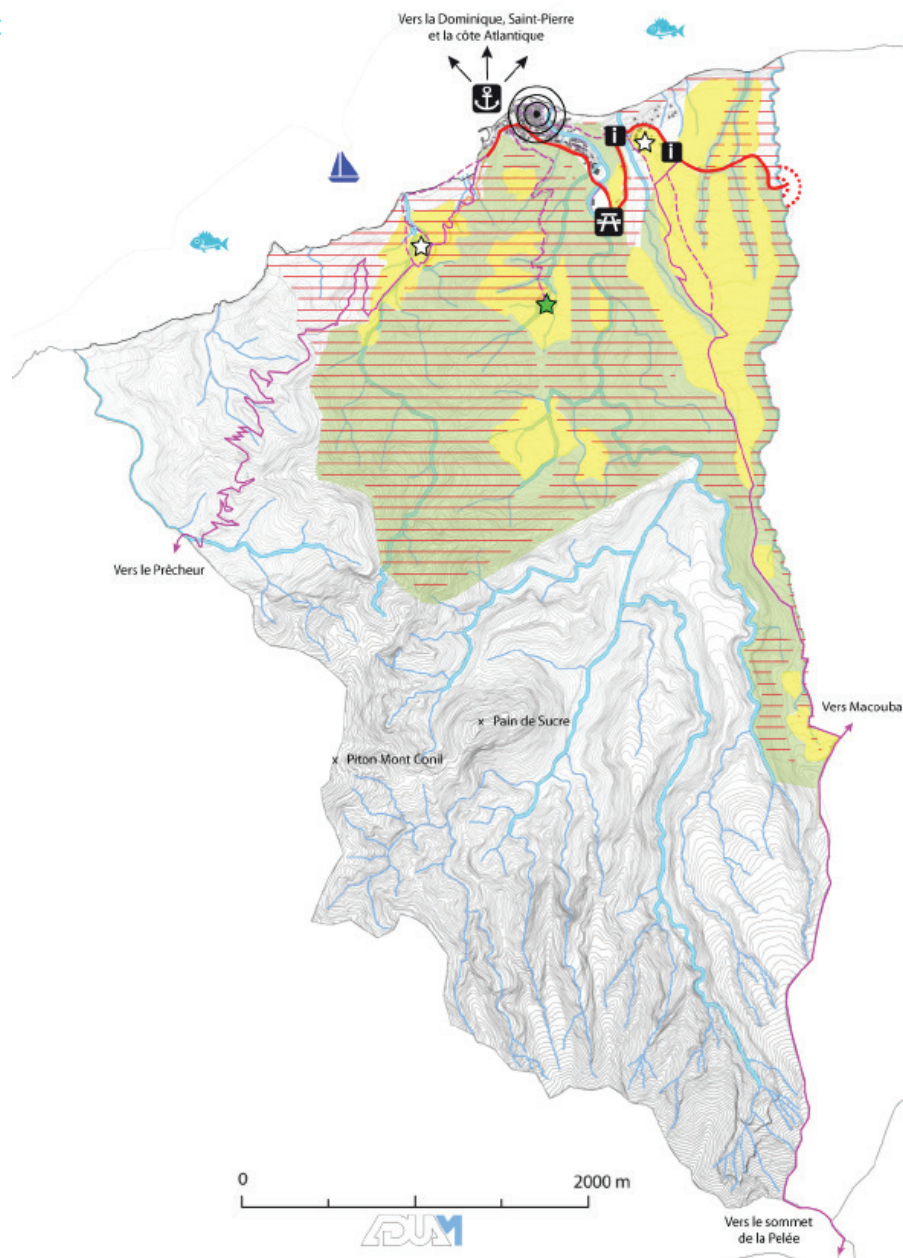 Vers la Dominique, Saint-Pierre
et la côte Atlantique
i
i
Vers le Prêcheur
Vers Macouba
x Pain de Sucre
x Piton Mont Conil
0 2000 m
ADUAM
Vers le sommet
de la Pelée